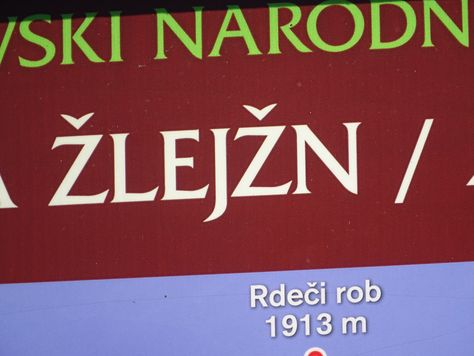 VSKI NARODN
ŽLEJŽN /
Rdeči rob
1913 m